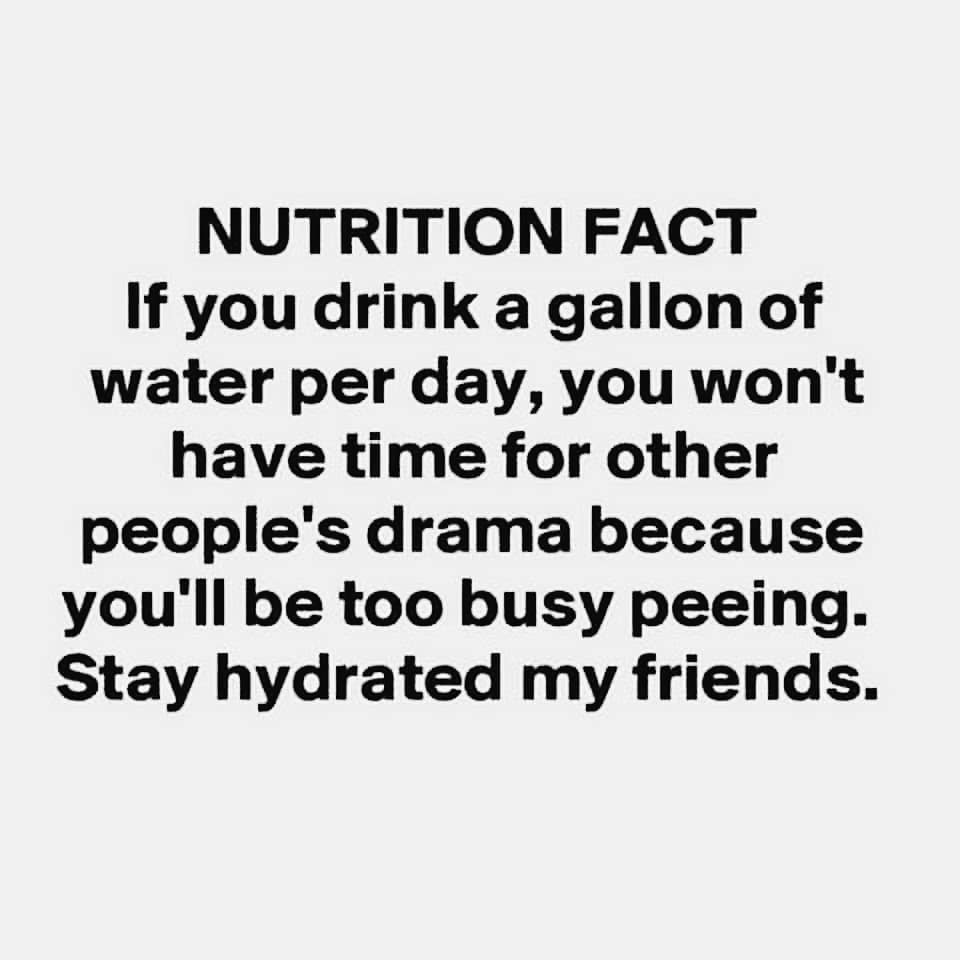 NUTRITION FACT
If you drink a gallon of
water per day, you won't
have time for other
people's drama because
you'll be too busy peeing.
Stay hydrated my friends.